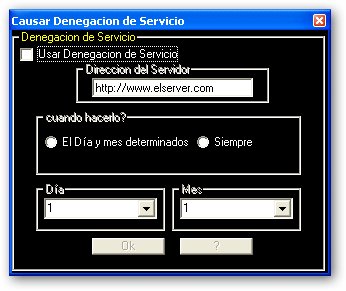 Causar Denegacion de Servicio
Denegacion de Servicio
Usar Denegacion de Servicio
Direccion del Servidor
http://www.elserver.com
cuando hacerlo?
El Día y mes determinados Siempre
Día Mes
1 1
Ok ?